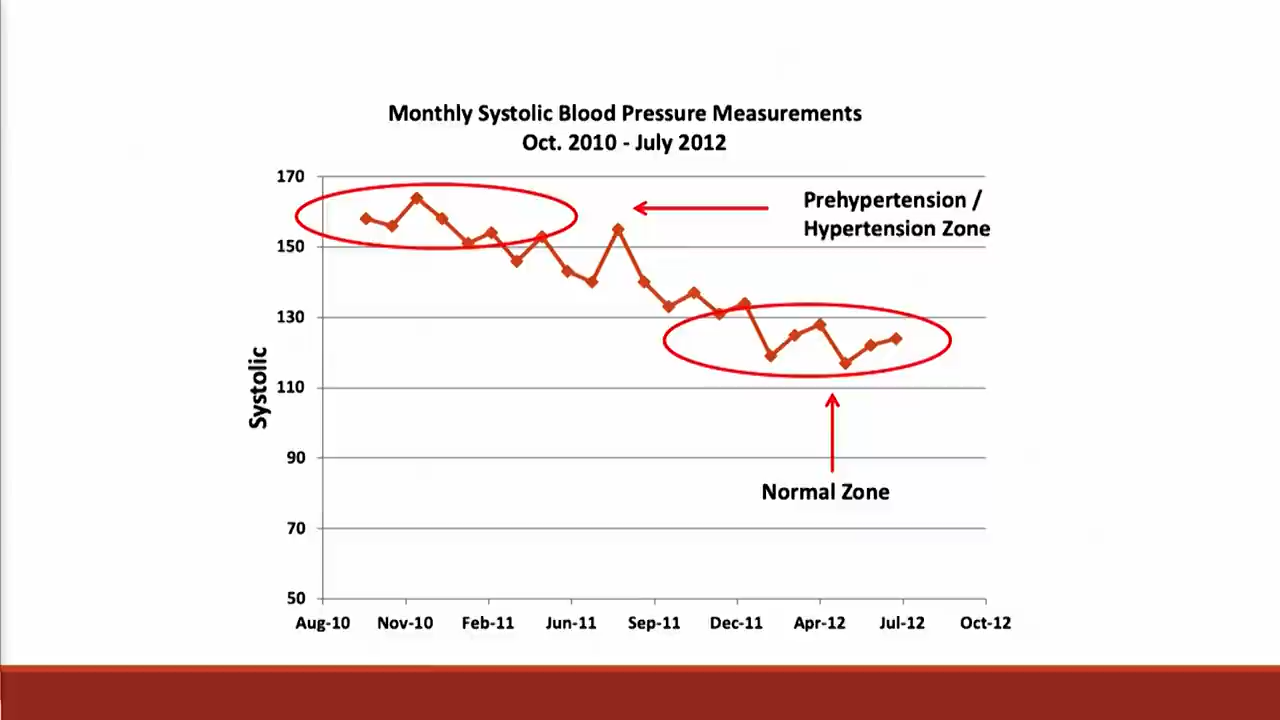 Monthly Systolic Blood Pressure Measurements
Oct. 2010 - July 2012
170
150
130
110
90
70
50
Systolic
Prehypertension /
Hypertension Zone
Normal Zone
Aug-10 Nov-10 Feb-11 Jun-11 Sep-11 Dec-11 Apr-12 Jul-12 Oct-12